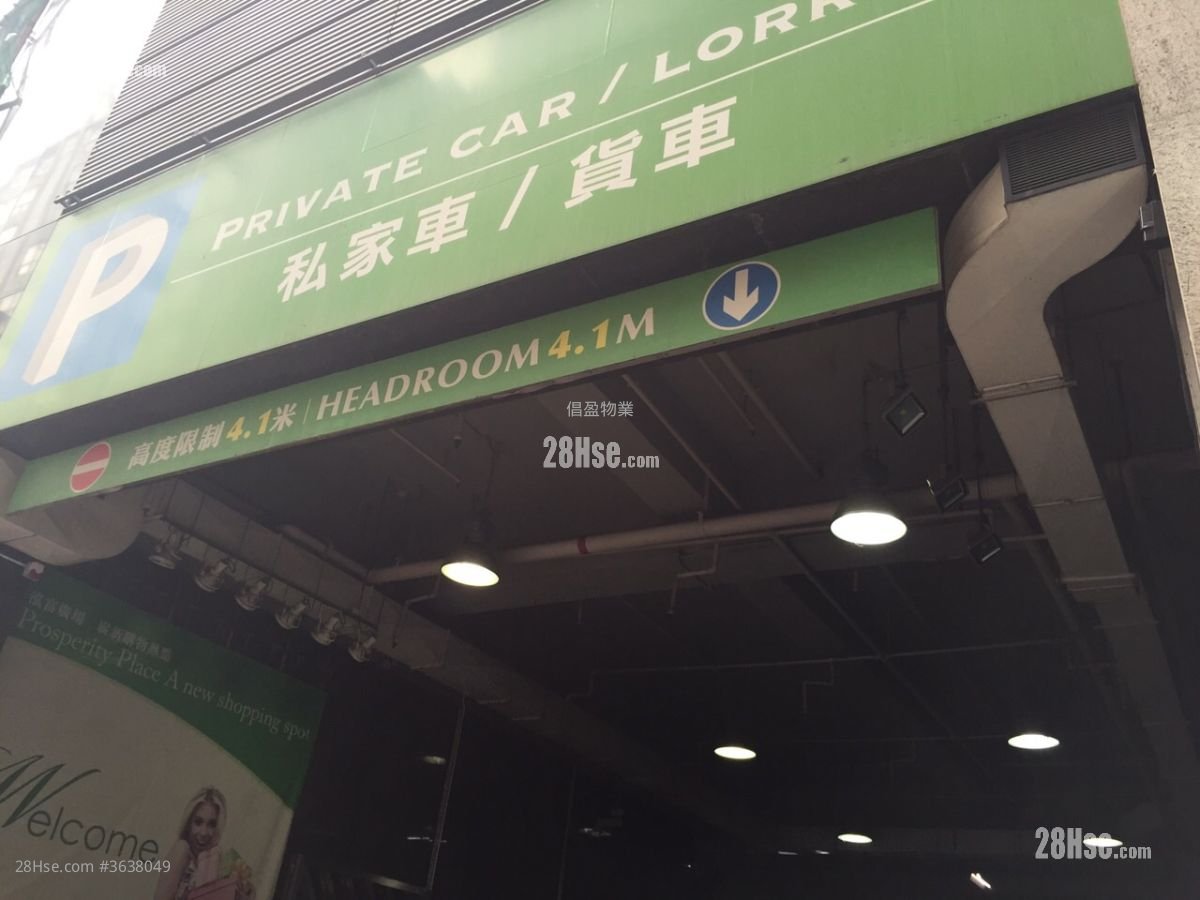 PRIVATE CAR / LORR
P
私家車 / 貨車
高度限制 4.1米 | HEADROOM 4.1M
倡盈物業
28Hse.com
Prosperity Place A new shopping spot
Welcome
28Hse.com #3638049
28Hse.com